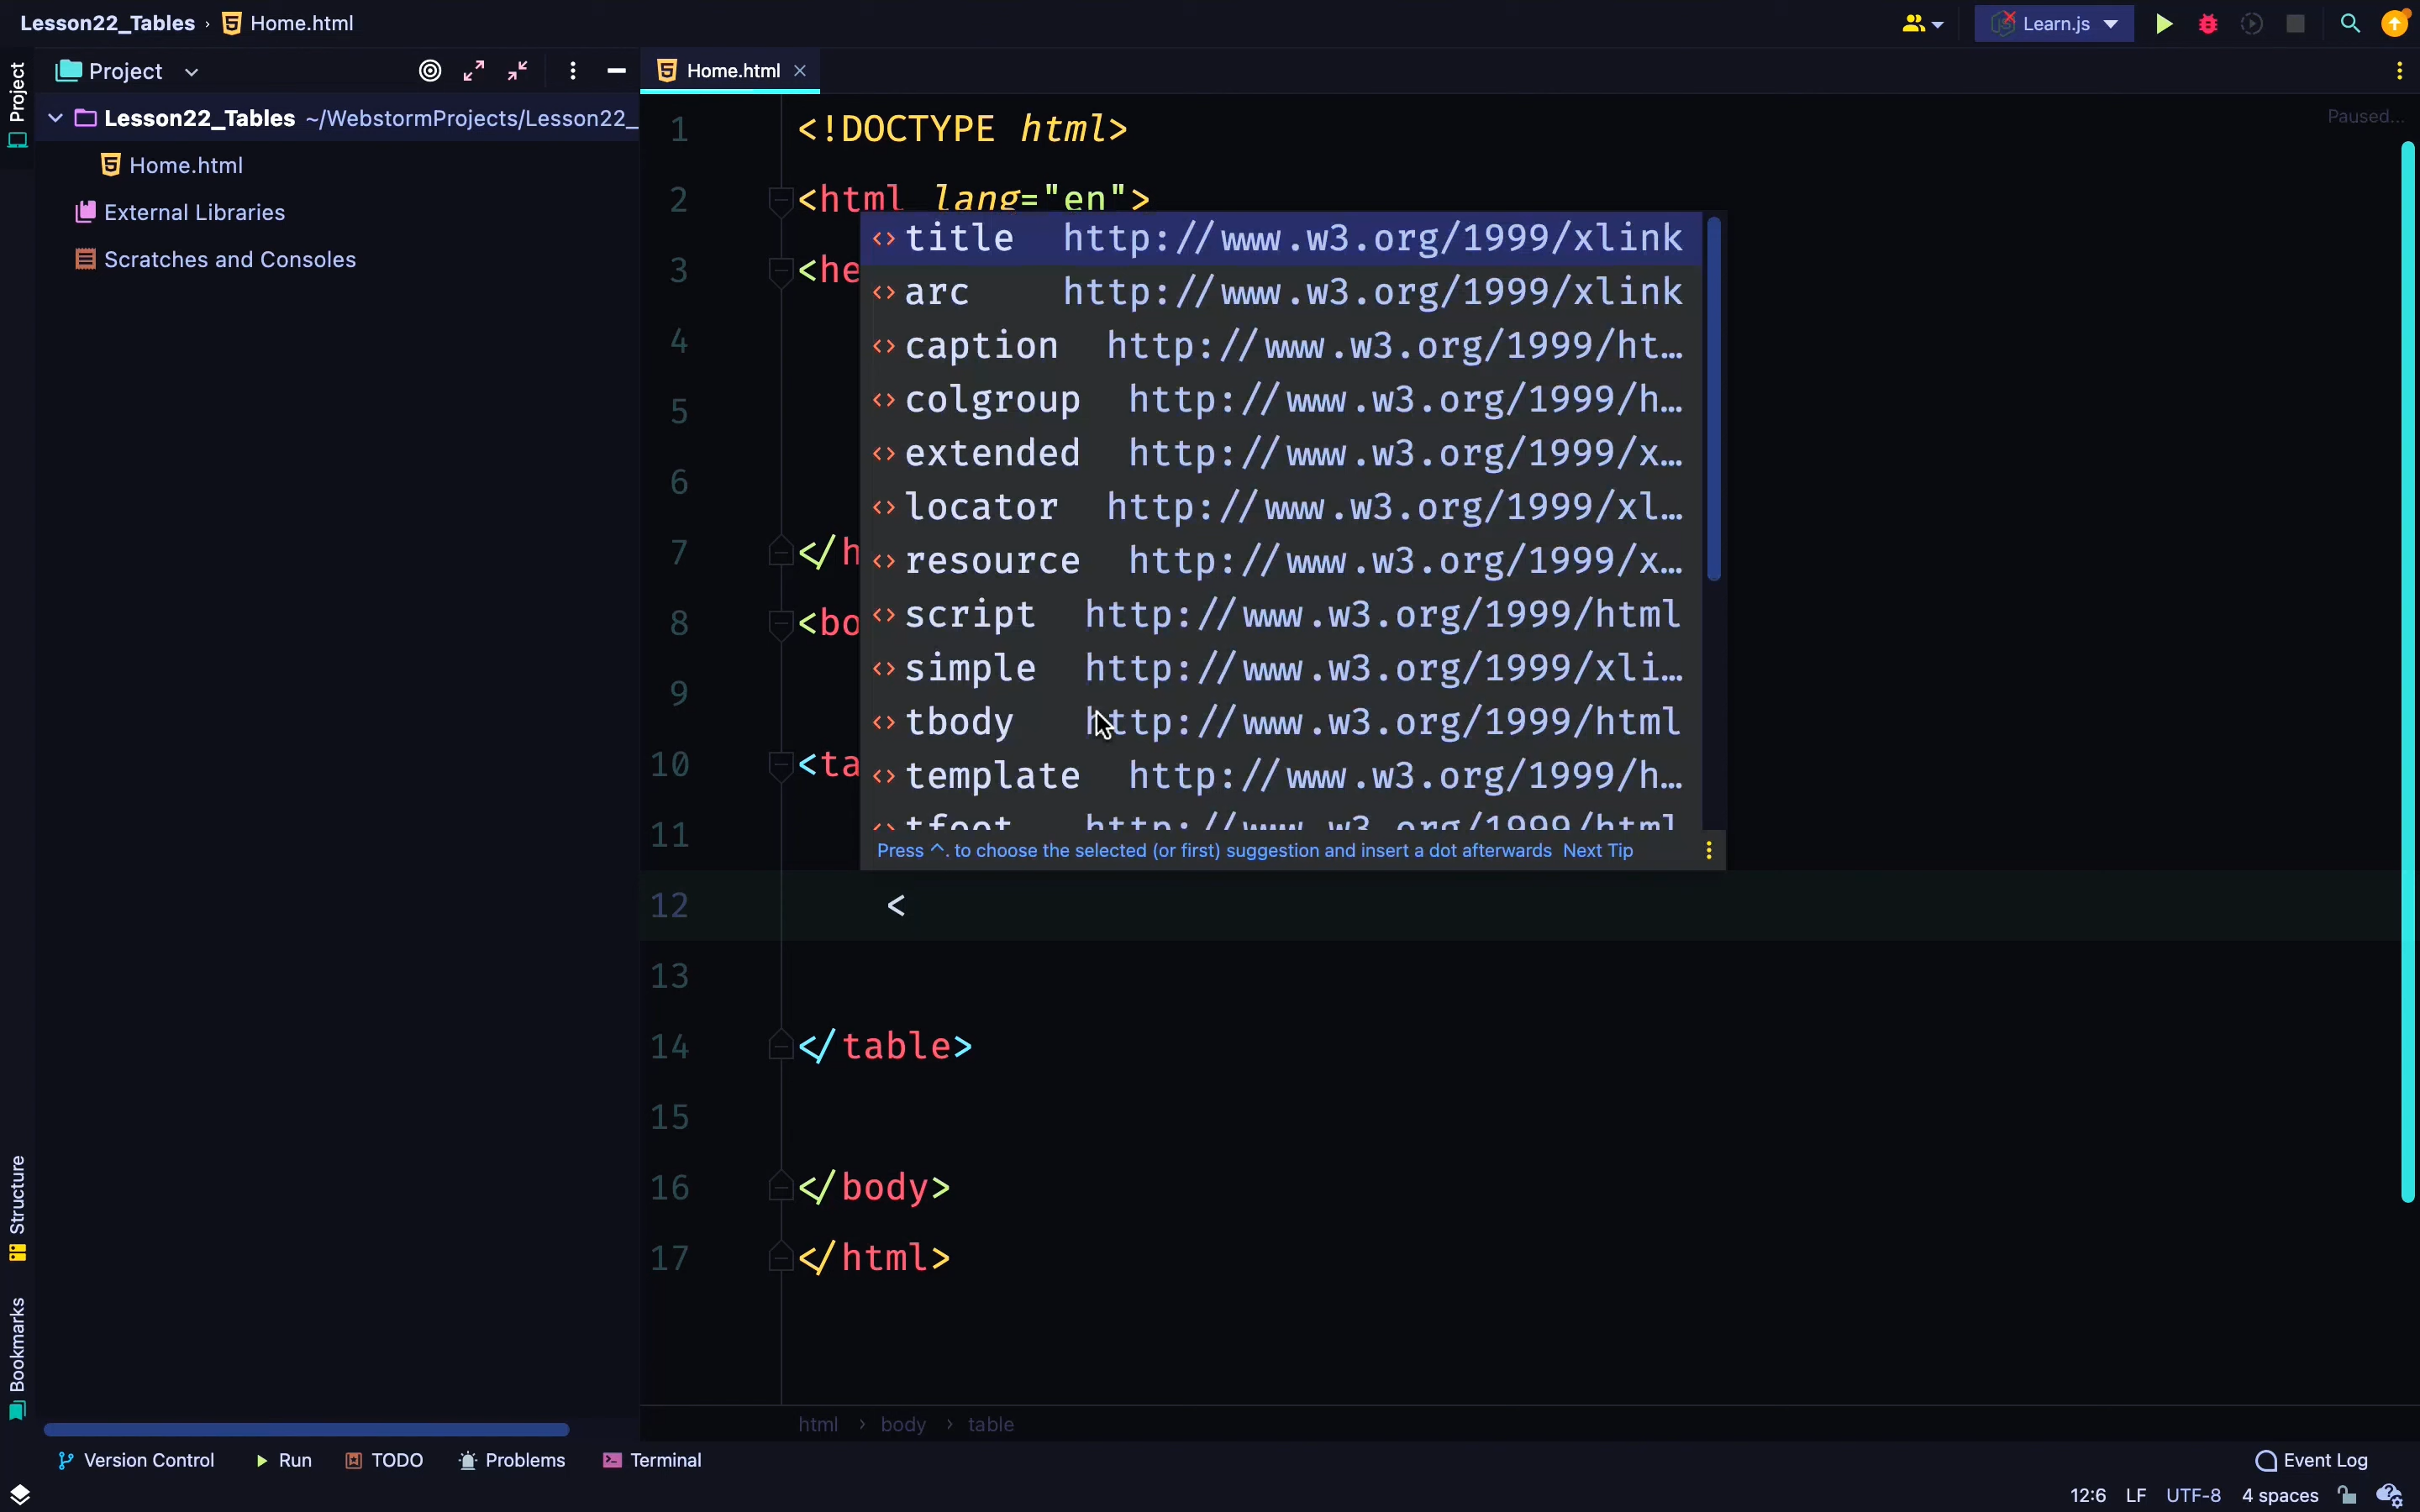 Lesson22_Tables › Home.html
Learn.js
Project
Project
Home.html
Lesson22_Tables ~/WebstormProjects/Lesson22_
Home.html
External Libraries
Scratches and Consoles
Paused...
1 <!DOCTYPE html>
2 <html lang="en">
3 <he
4
5
6
7 </h
8 <bo
9
10 <ta
11
12 <
13
14 </table>
15
16 </body>
17 </html>
<> title http://www.w3.org/1999/xlink
<> arc http://www.w3.org/1999/xlink
<> caption http://www.w3.org/1999/ht…
<> colgroup http://www.w3.org/1999/h…
<> extended http://www.w3.org/1999/x…
<> locator http://www.w3.org/1999/xl…
<> resource http://www.w3.org/1999/x…
<> script http://www.w3.org/1999/html
<> simple http://www.w3.org/1999/xli…
<> tbody http://www.w3.org/1999/html
<> template http://www.w3.org/1999/h…
<> tfoot http://www.w3.org/1999/html
Press ^. to choose the selected (or first) suggestion and insert a dot afterwards Next Tip
Structure
Bookmarks
html › body › table
Version Control Run TODO Problems Terminal
Event Log
12:6 LF UTF-8 4 spaces